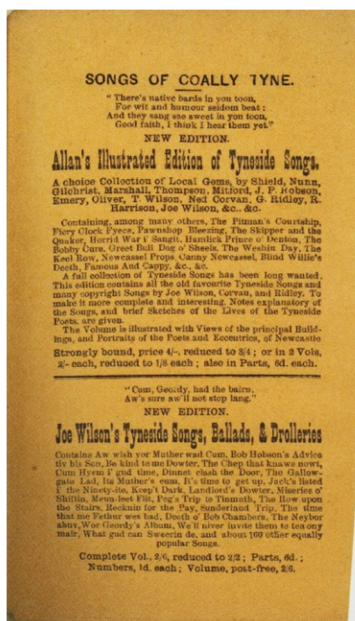 SONGS OF COALLY TYNE.
"There's native bards in yon toon,
For wit and humour seldom beat;
And they sang sae sweet in yon toon,
Good faith, I think I hear them yet."
NEW EDITION.
Allan's Illustrated Edition of Tyneside Songs.
A choice Collection of Local Gems, by Shield, Nunn,
Gilchrist, Marshall, Thompson, Mitford, J. P. Robson,
Emery, Oliver, T. Wilson, Ned Corvan, G. Ridley, R.
Harrison, Joe Wilson, &c., &c.
Containing, among many others, The Pitman's Courtship,
Fiery Clock Fyece, Pawnshop Bleezing, The Skipper and the
Quaker, Horrid War i' Sangit, Hamlick Prince o' Denton, The
Bobby Cure, Greet Bull Dog o' Sheels, The Weshin Day, The
Keel Row, Newcassel Props, Canny Newcassel, Blind Willie's
Deeth, Famous And Cappy, &c., &c.
A full collection of Tyneside Songs has been long wanted.
This edition contains all the old favourite Tyneside Songs and
many copyright Songs by Joe Wilson, Corvan, and Ridley. To
make it more complete and interesting, Notes explanatory of
the Songs, and brief Sketches of the Lives of the Tyneside
Poets, are given.
The Volume is illustrated with Views of the principal Build-
ings, and Portraits of the Poets and Eccentrics, of Newcastle
Strongly bound, price 4/-, reduced to 3/4; or in 2 Vols,
2/- each, reduced to 1/8 each; also in Parts, 6d. each.
"Cum, Geordy, had the bairn,
Aw's sure aw'll not stop lang."
NEW EDITION.
Joe Wilson's Tyneside Songs, Ballads, & Drolleries
Contains Aw wish yor Muther wad Cum, Bob Hobson's Advice
tiv his Son, Be kind te me Dowter, The Chep that knawe nowt,
Cum Hyem i' gud time, Dinnet clash the Door, The Gallow-
gate Lad, Its Muther's eum, It's time to get up, Jack's listed
i' the Ninety-ite, Keep't Dark, Landlord's Dowter, Miseries o'
Shiftin, Meun-leet Flit, Peg's Trip to Tinmeth, The Row upon
the Stairs, Recknin for the Pay, Sunderland Trip, The time
that me Fethur wes bad, Deeth o' Bob Chambers, The Neybor
abuv, Wor Geordy's Album, We'll nivver invite them to tea ony
mair, What gud can Sweerin de, and about 100 other equally
popular Songs.
Complete Vol., 2/6, reduced to 2/2; Parts, 6d.;
Numbers, 1d. each; Volume, post-free, 2/6.